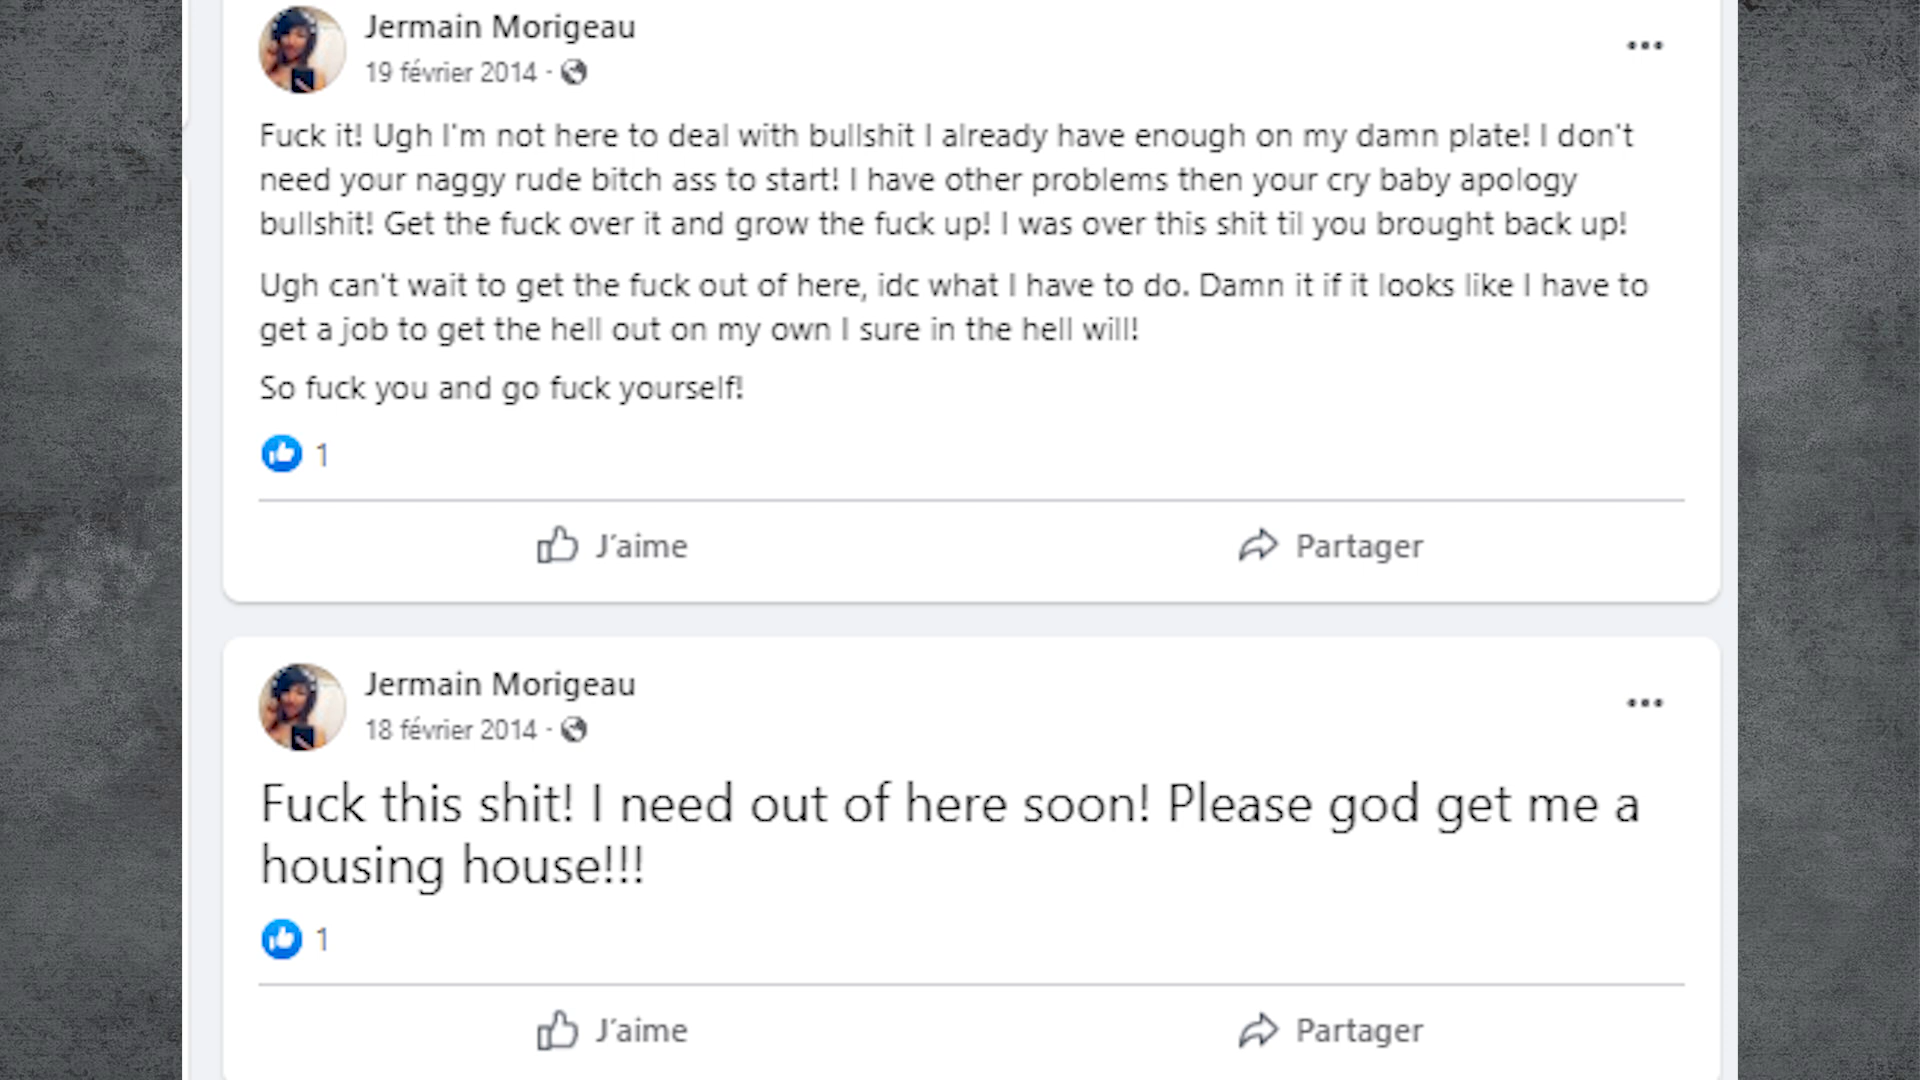 Jermain Morigeau
19 février 2014 ·
Fuck it! Ugh I'm not here to deal with bullshit I already have enough on my damn plate! I don't
need your naggy rude bitch ass to start! I have other problems then your cry baby apology
bullshit! Get the fuck over it and grow the fuck up! I was over this shit til you brought back up!
Ugh can't wait to get the fuck out of here, idc what I have to do. Damn it if it looks like I have to
get a job to get the hell out on my own I sure in the hell will!
So fuck you and go fuck yourself!
1
J'aime Partager
Jermain Morigeau
18 février 2014 ·
Fuck this shit! I need out of here soon! Please god get me a
housing house!!!
1
J'aime Partager